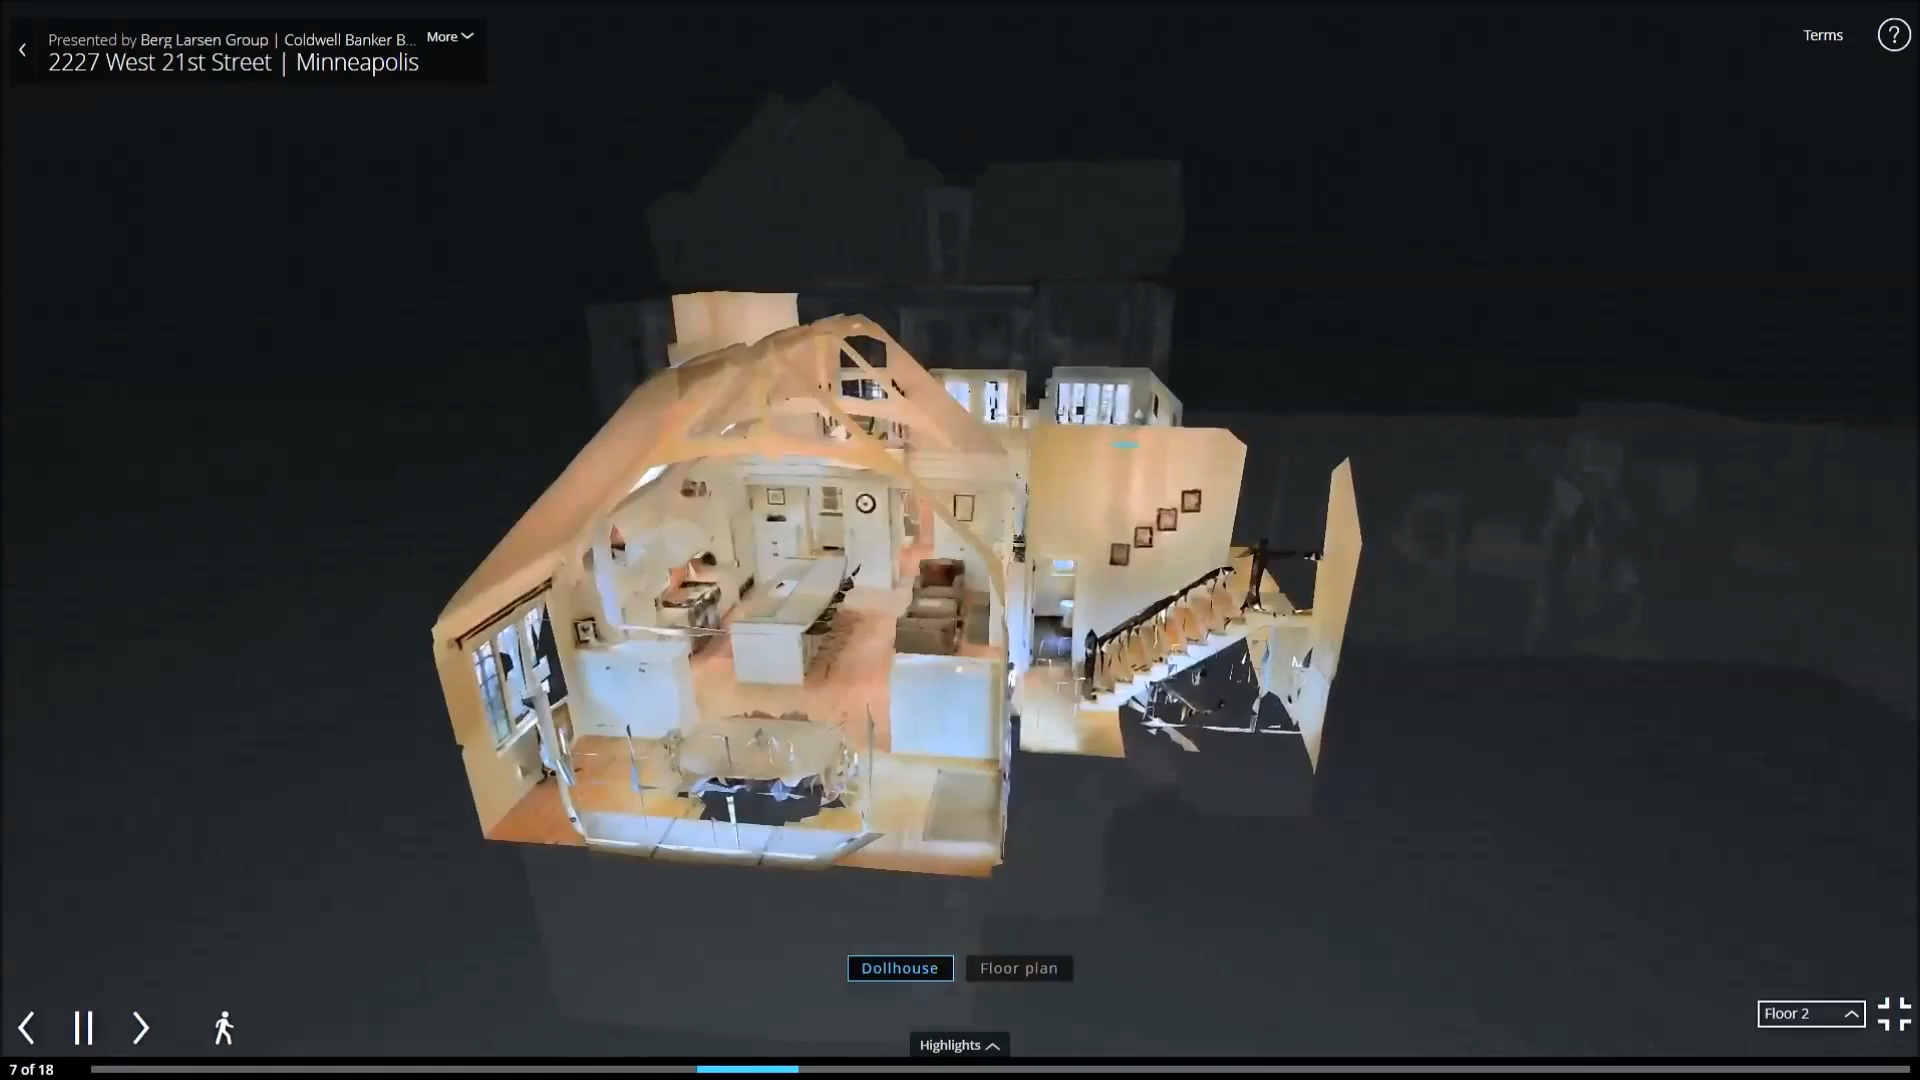 Presented by Berg Larsen Group | Coldwell Banker B... More
2227 West 21st Street | Minneapolis
Terms
?
Dollhouse
Floor plan
Floor 2
Highlights
7 of 18